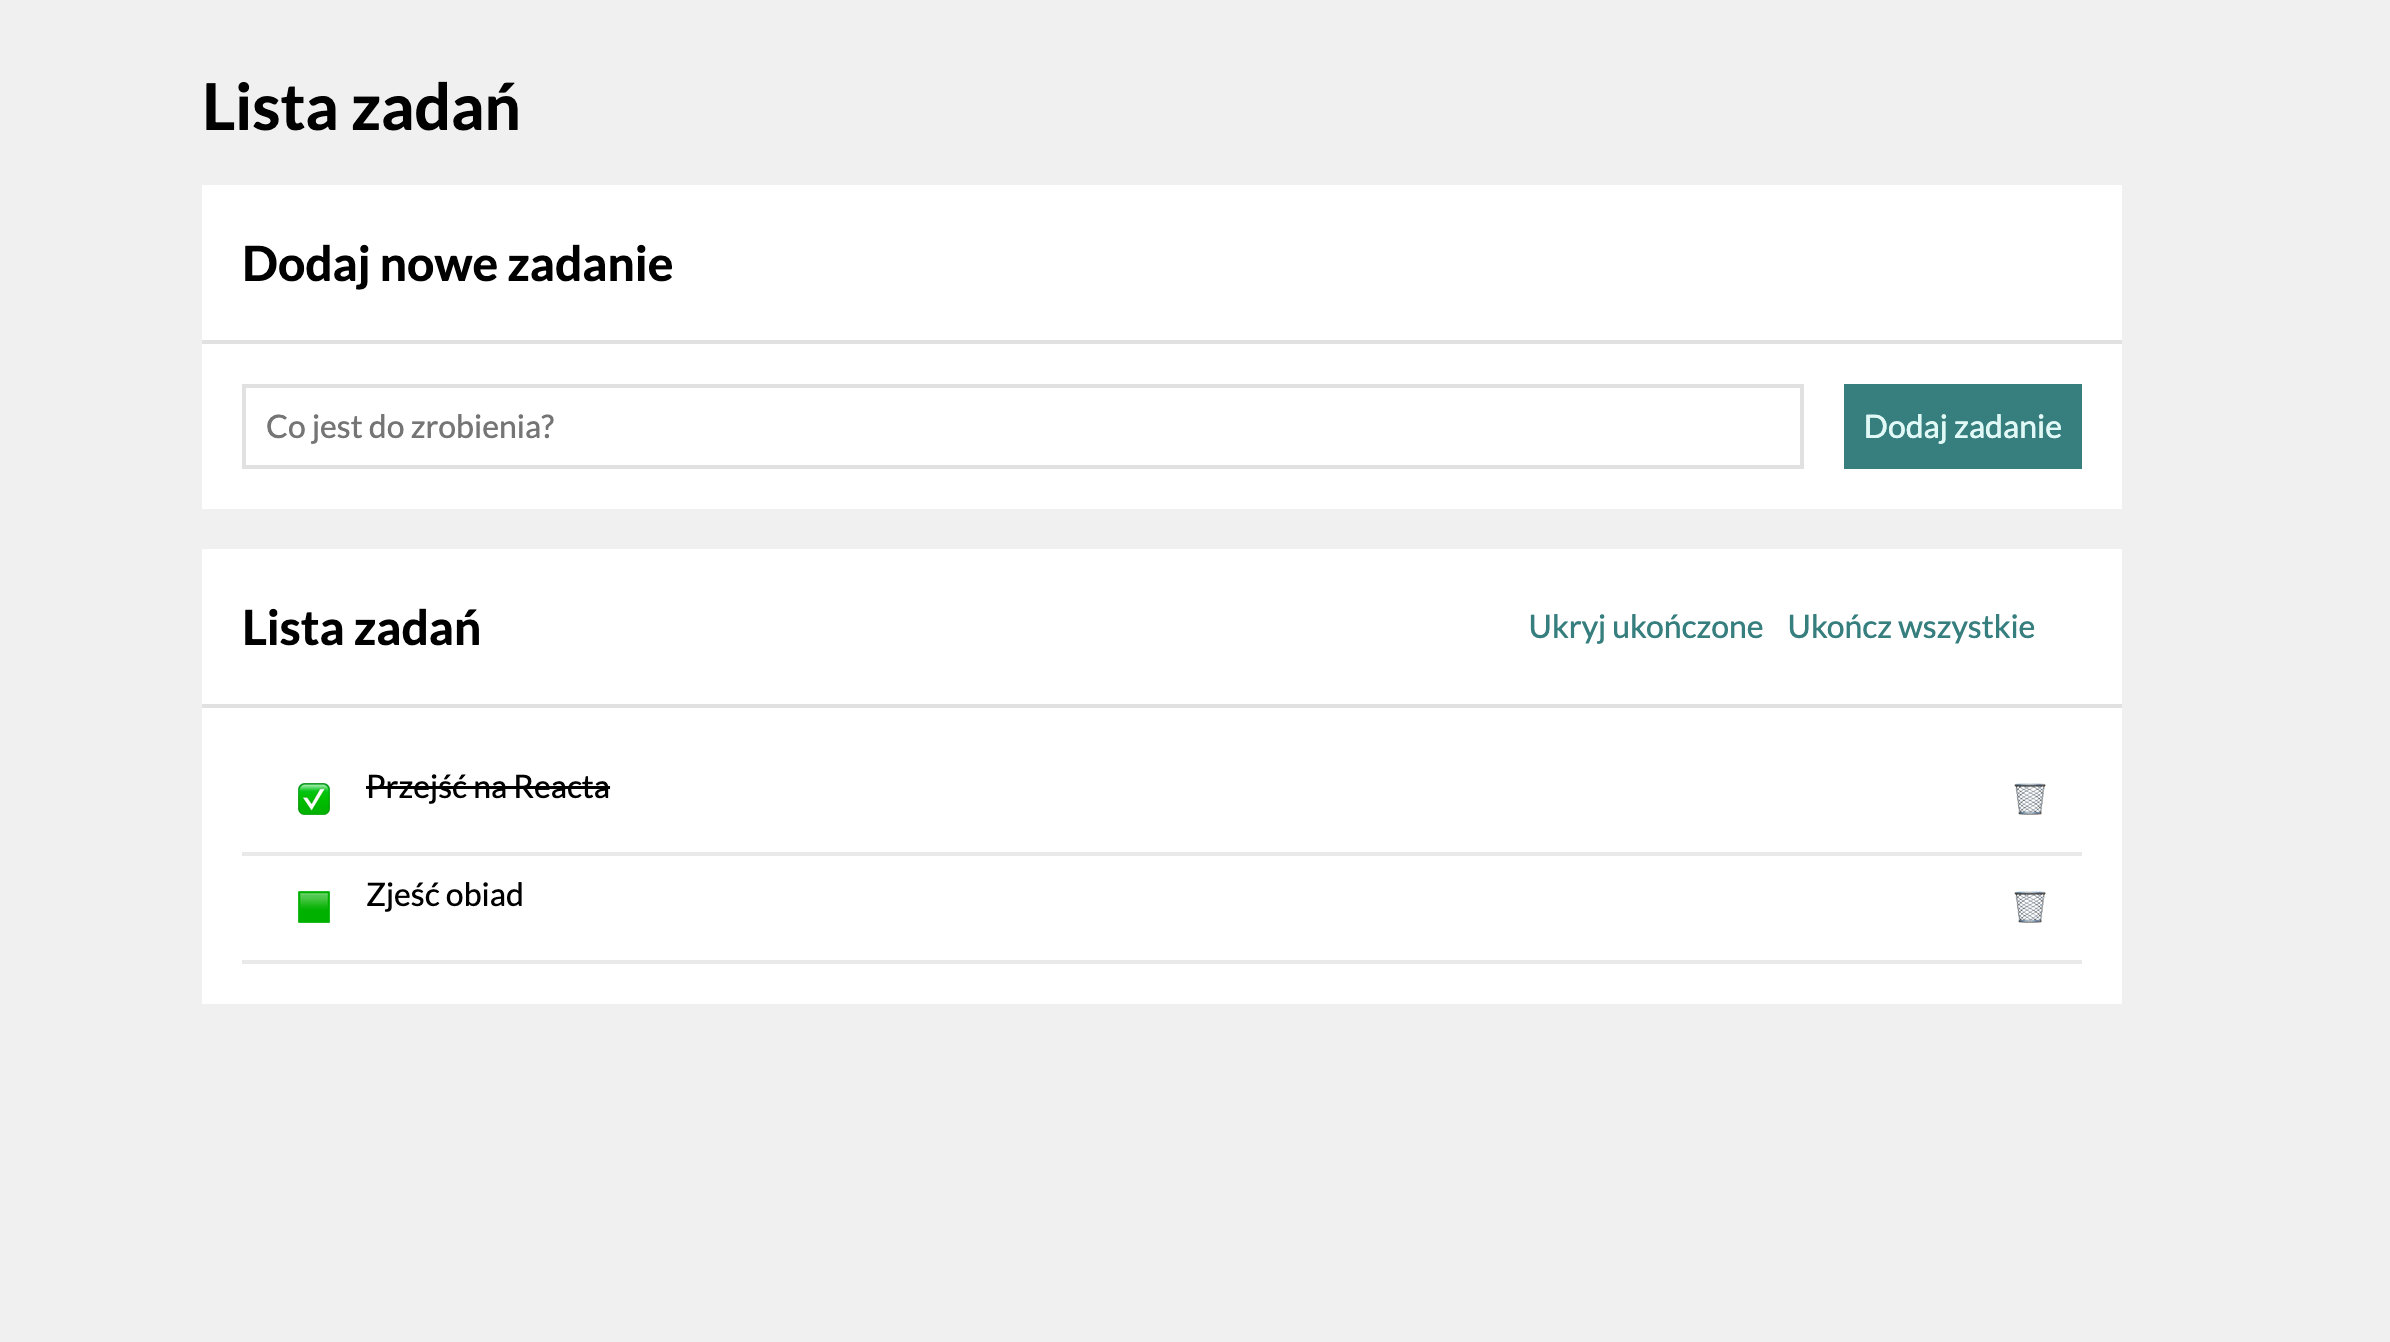 Lista zadań
Dodaj nowe zadanie
Co jest do zrobienia?
Dodaj zadanie
Lista zadań
Ukryj ukończone
Ukończ wszystkie
Przejść na Reacta
Zjeść obiad